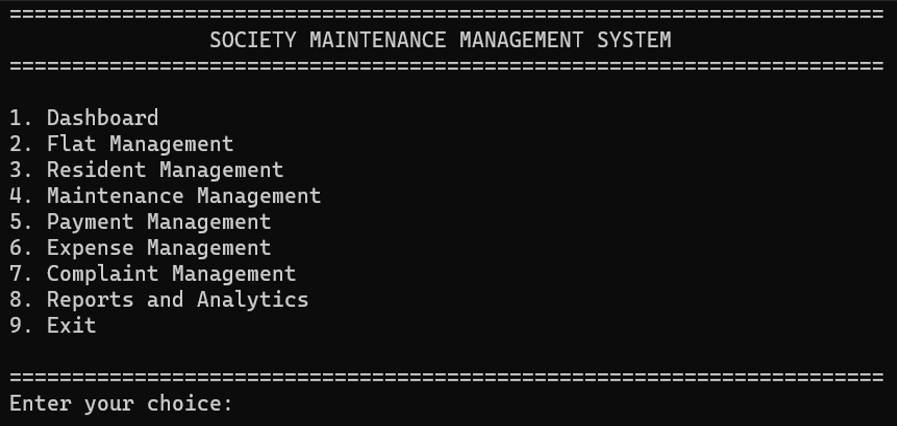 ======================================================================
SOCIETY MAINTENANCE MANAGEMENT SYSTEM
======================================================================
1. Dashboard
2. Flat Management
3. Resident Management
4. Maintenance Management
5. Payment Management
6. Expense Management
7. Complaint Management
8. Reports and Analytics
9. Exit
======================================================================
Enter your choice: